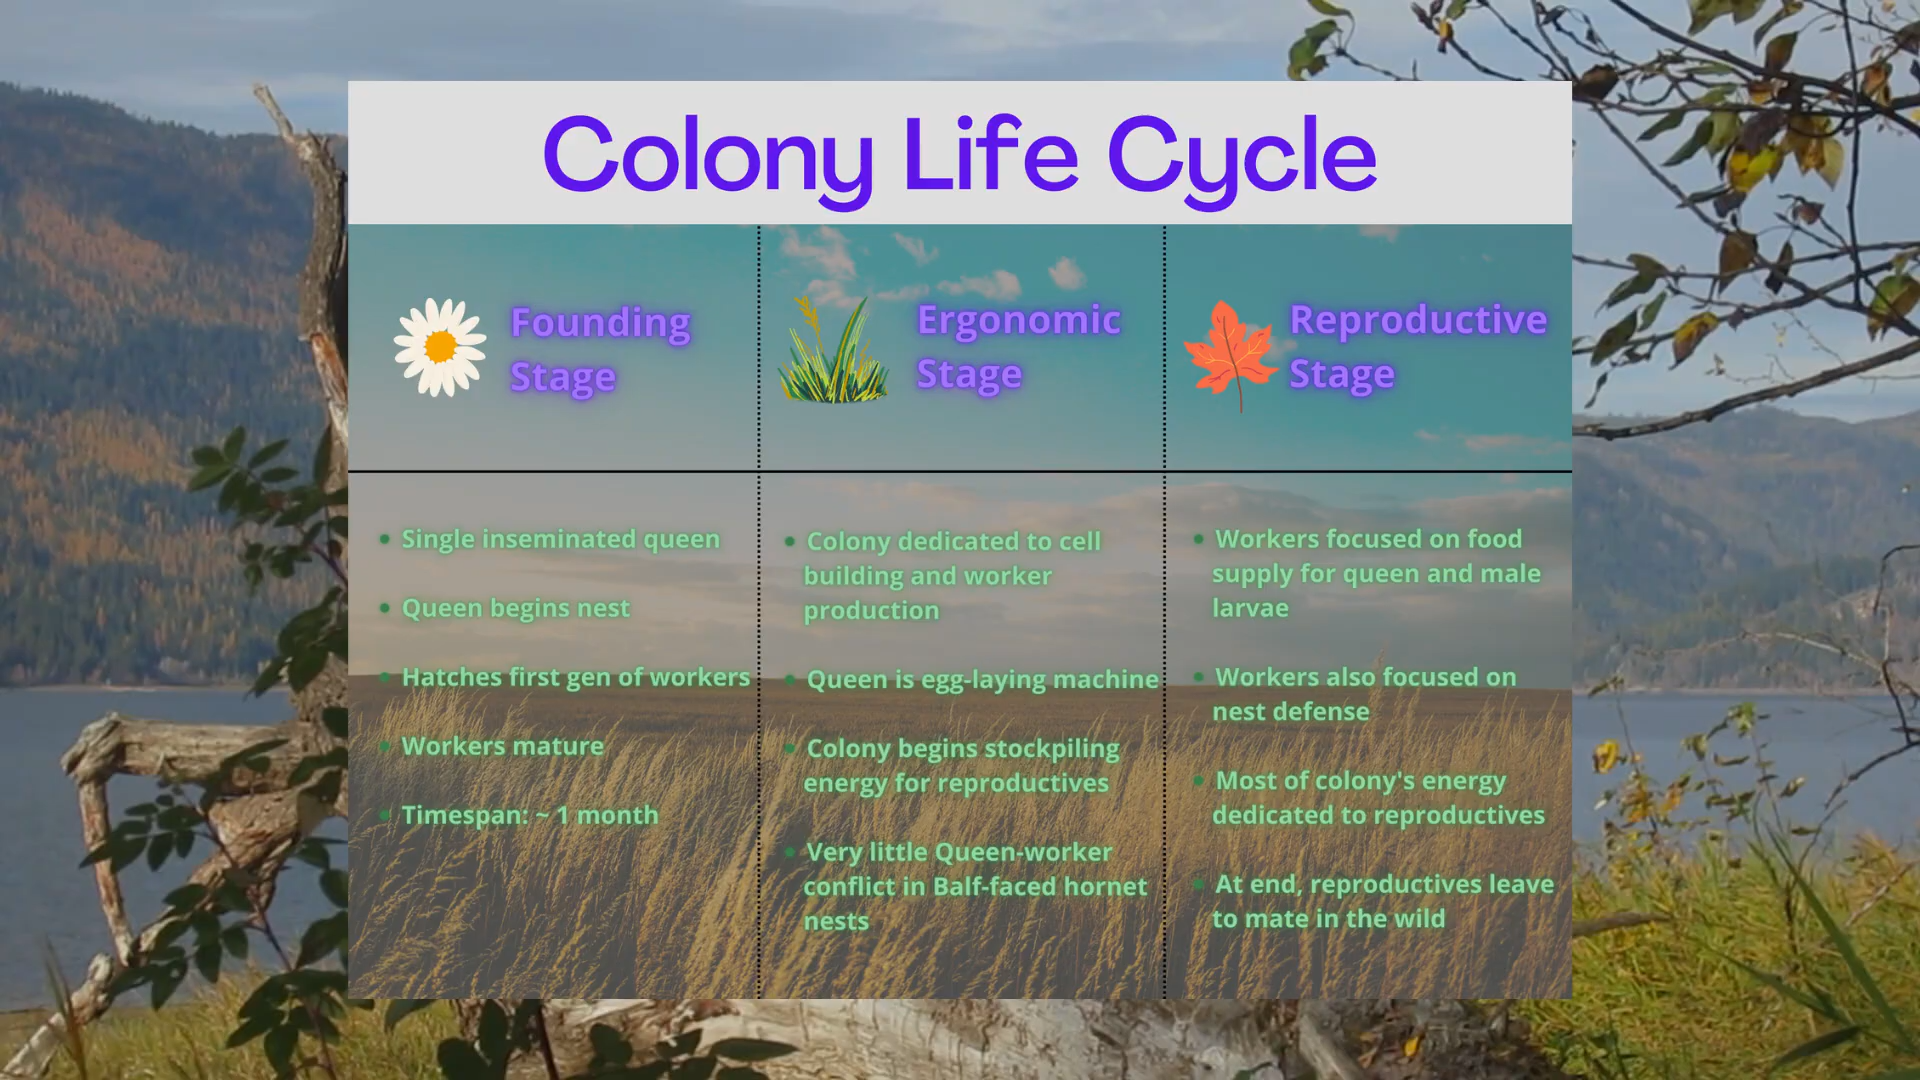 Colony Life Cycle
Founding
Stage
Ergonomic
Stage
Reproductive
Stage
• Single inseminated queen
• Queen begins nest
• Hatches first gen of workers
• Workers mature
• Timespan: ~ 1 month
• Colony dedicated to cell
building and worker
production
• Queen is egg-laying machine
• Colony begins stockpiling
energy for reproductives
• Very little Queen-worker
conflict in Balf-faced hornet
nests
• Workers focused on food
supply for queen and male
larvae
• Workers also focused on
nest defense
• Most of colony's energy
dedicated to reproductives
• At end, reproductives leave
to mate in the wild